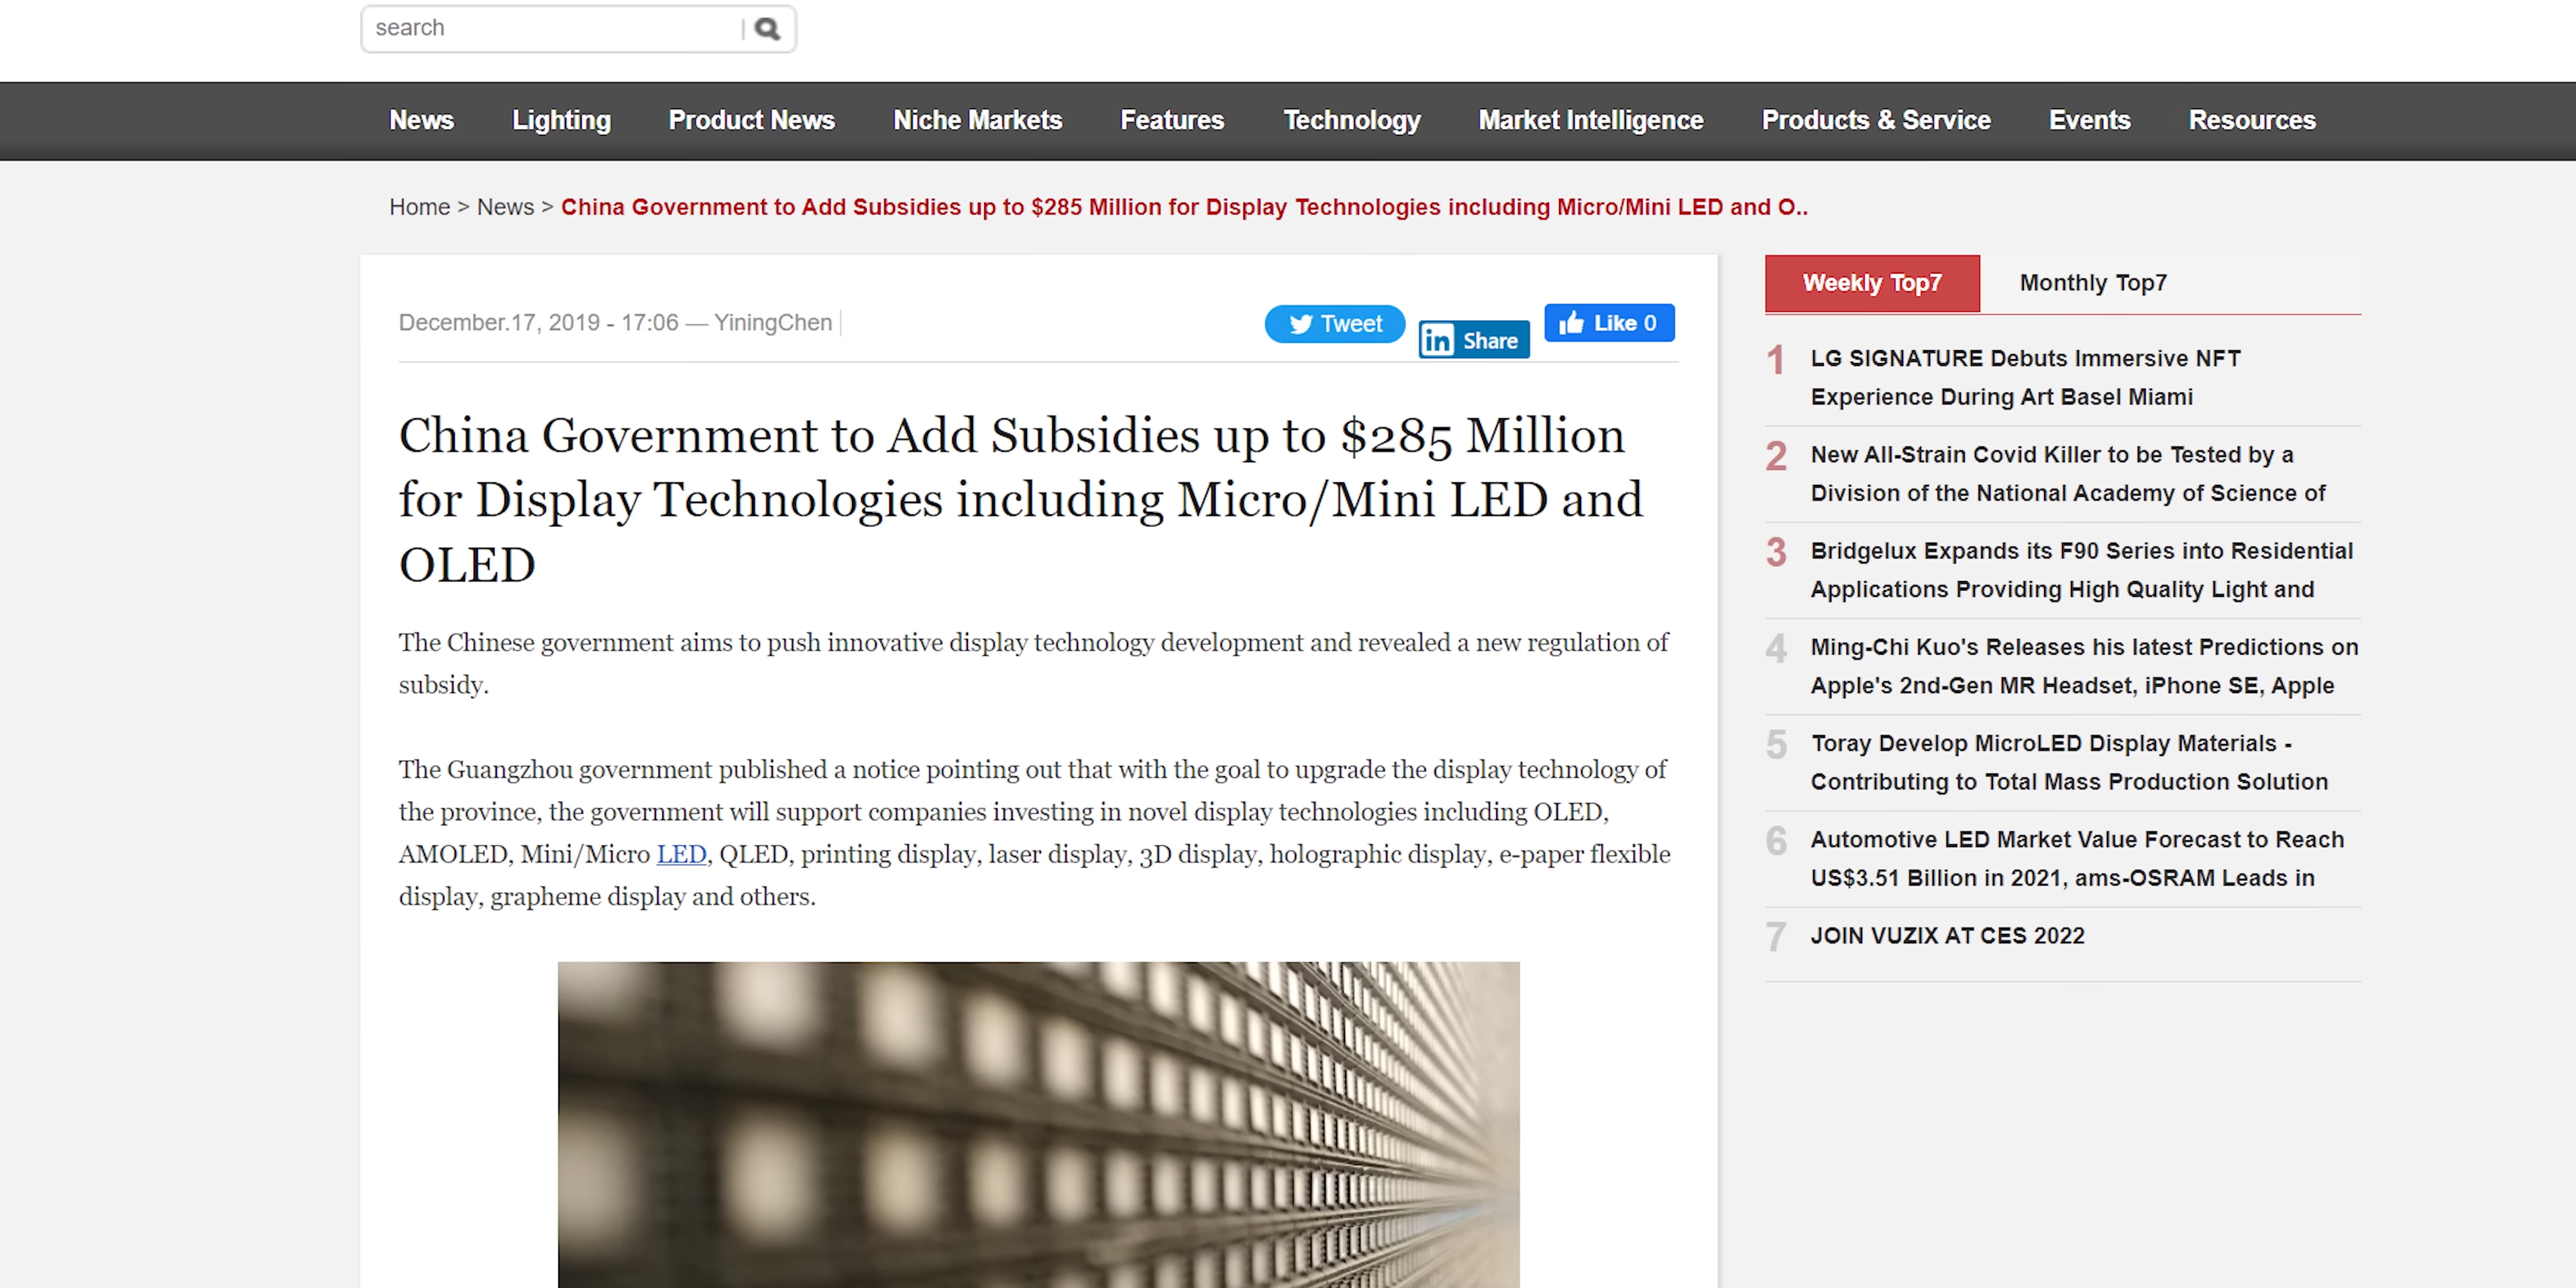 search
News Lighting Product News Niche Markets Features Technology Market Intelligence Products & Service Events Resources
Home > News > China Government to Add Subsidies up to $285 Million for Display Technologies including Micro/Mini LED and O..
December.17, 2019 - 17:06 — YiningChen
Tweet
Share
Like 0
China Government to Add Subsidies up to $285 Million
for Display Technologies including Micro/Mini LED and
OLED
The Chinese government aims to push innovative display technology development and revealed a new regulation of
subsidy.
The Guangzhou government published a notice pointing out that with the goal to upgrade the display technology of
the province, the government will support companies investing in novel display technologies including OLED,
AMOLED, Mini/Micro LED, QLED, printing display, laser display, 3D display, holographic display, e-paper flexible
display, grapheme display and others.
Weekly Top7 Monthly Top7
1 LG SIGNATURE Debuts Immersive NFT
Experience During Art Basel Miami
2 New All-Strain Covid Killer to be Tested by a
Division of the National Academy of Science of
3 Bridgelux Expands its F90 Series into Residential
Applications Providing High Quality Light and
4 Ming-Chi Kuo's Releases his latest Predictions on
Apple's 2nd-Gen MR Headset, iPhone SE, Apple
5 Toray Develop MicroLED Display Materials -
Contributing to Total Mass Production Solution
6 Automotive LED Market Value Forecast to Reach
US$3.51 Billion in 2021, ams-OSRAM Leads in
7 JOIN VUZIX AT CES 2022